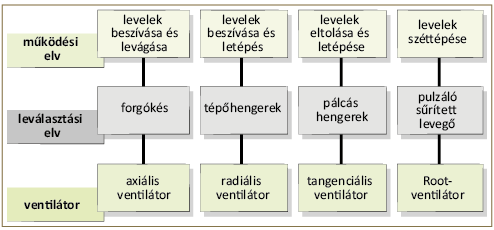 működési
elv
levelek
beszívása és
levágása
levelek
beszívása és
letépés
levelek
eltolása és
letépése
levelek
széttépése
leválasztási
elv
forgókés
tépőhengerek
pálcás
hengerek
pulzáló
sűrített
levegő
ventilátor
axiális
ventilátor
radiális
ventilátor
tangenciális
ventilátor
Root-
ventilátor